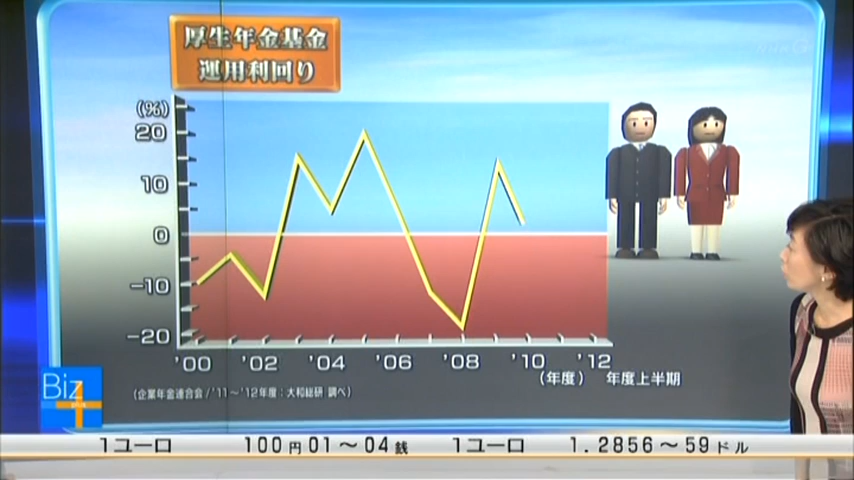 NHK G
厚生年金基金
運用利回り
(%)
20
10
0
-10
-20
'00 '02 '04 '06 '08 '10 '12
(年度) 年度上半期
(企業年金連合会/'11~'12年度:大和総研 調べ)
Biz
plus
1ユーロ 100円01~04銭 1ユーロ 1.2856~59ドル